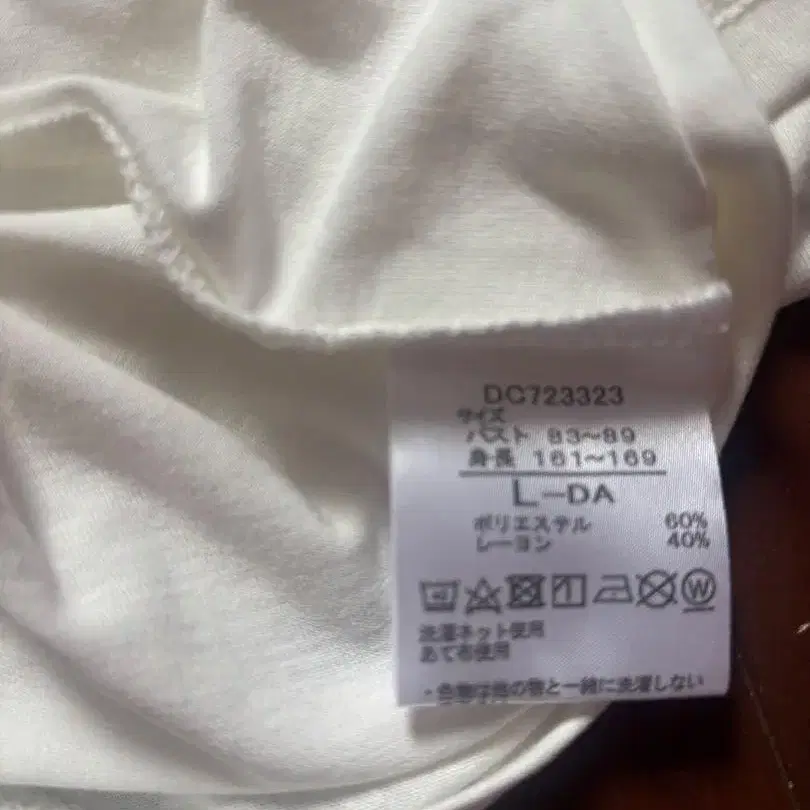 DC723323
サイズ
バスト 83～89
身長 161～169
L-DA
ポリエステル 60%
レーヨン 40%
W
洗濯ネット使用
あて布使用
・色物は他の物と一緒に洗濯しない